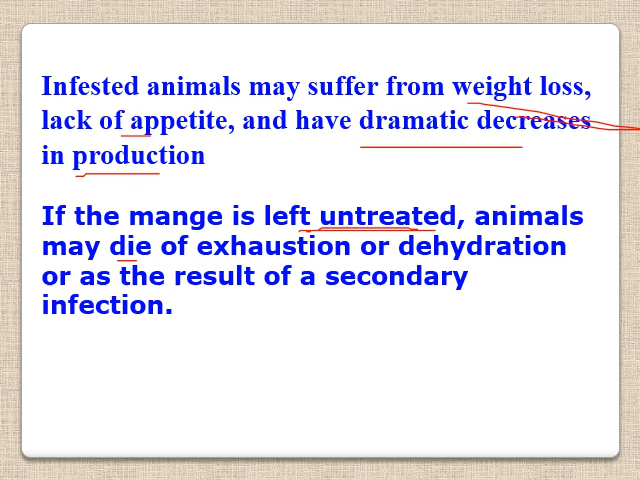 Infested animals may suffer from weight loss,
lack of appetite, and have dramatic decreases
in production
If the mange is left untreated, animals
may die of exhaustion or dehydration
or as the result of a secondary
infection.